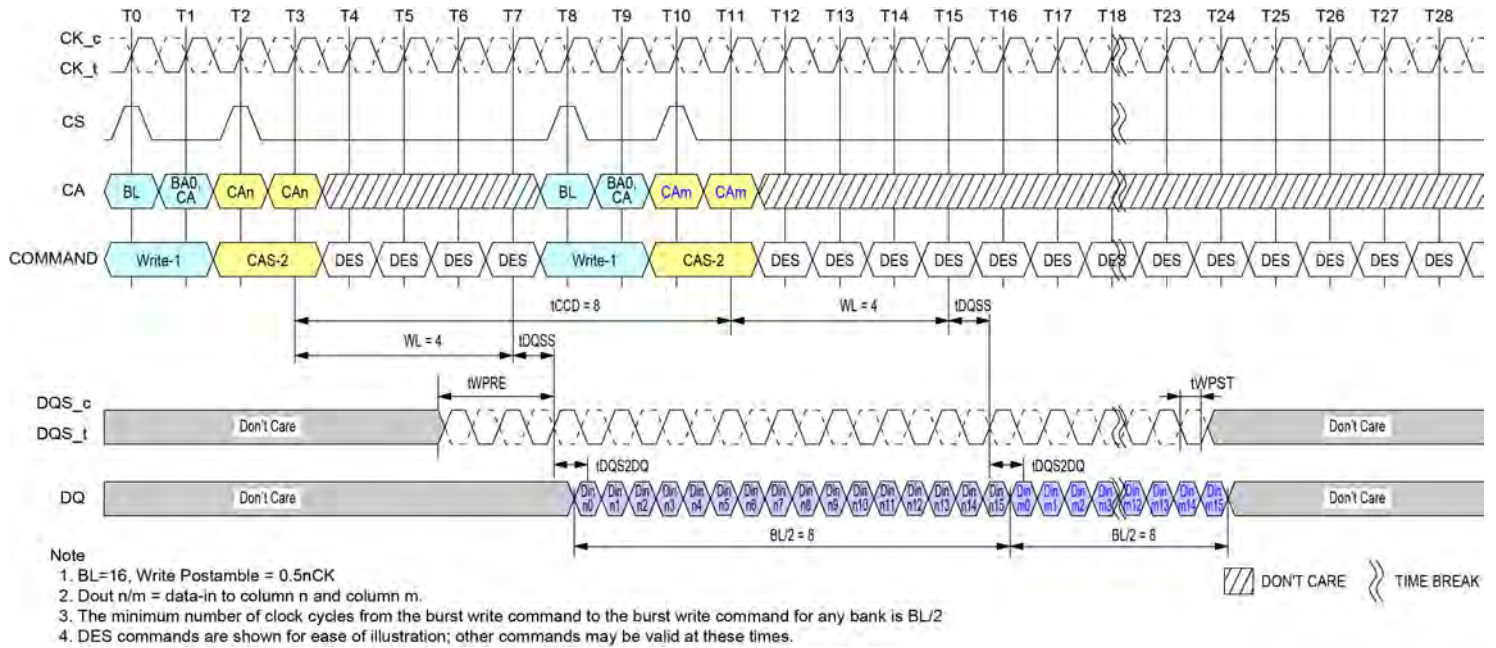 T0 T1 T2 T3 T4 T5 T6 T7 T8 T9 T10 T11 T12 T13 T14 T15 T16 T17 T18 T23 T24 T25 T26 T27 T28
CK_c
CK_t
CS
CA BL BA0, CA CAn CAn BL BA0, CA CAm CAm
COMMAND Write-1 CAS-2 DES DES DES DES Write-1 CAS-2 DES DES DES DES DES DES DES DES DES DES DES DES DES
tCCD = 8 WL = 4 tDQSS
WL = 4 tDQSS
tWPRE tWPST
DQS_c
DQS_t Don't Care Don't Care
tDQS2DQ tDQS2DQ
DQ Don't Care Din n0 Din n1 Din n2 Din n3 Din n4 Din n5 Din n6 Din n7 Din n8 Din n9 Din n10 Din n11 Din n12 Din n13 Din n14 Din n15 Din m0 Din m1 Din m2 Din m3 Din m12 Din m13 Din m14 Din m15 Don't Care
BL/2 = 8 BL/2 = 8
Note
1. BL=16, Write Postamble = 0.5nCK
2. Dout n/m = data-in to column n and column m.
3. The minimum number of clock cycles from the burst write command to the burst write command for any bank is BL/2
4. DES commands are shown for ease of illustration; other commands may be valid at these times.
DON'T CARE TIME BREAK